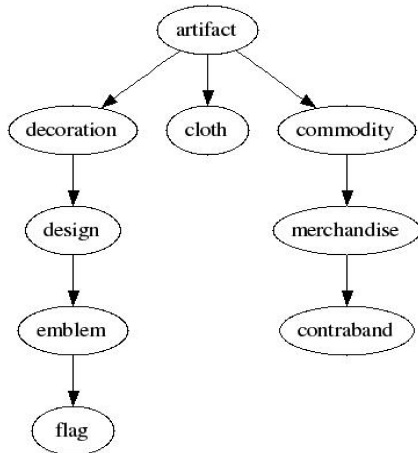 artifact
decoration cloth commodity
design merchandise
emblem contraband
flag